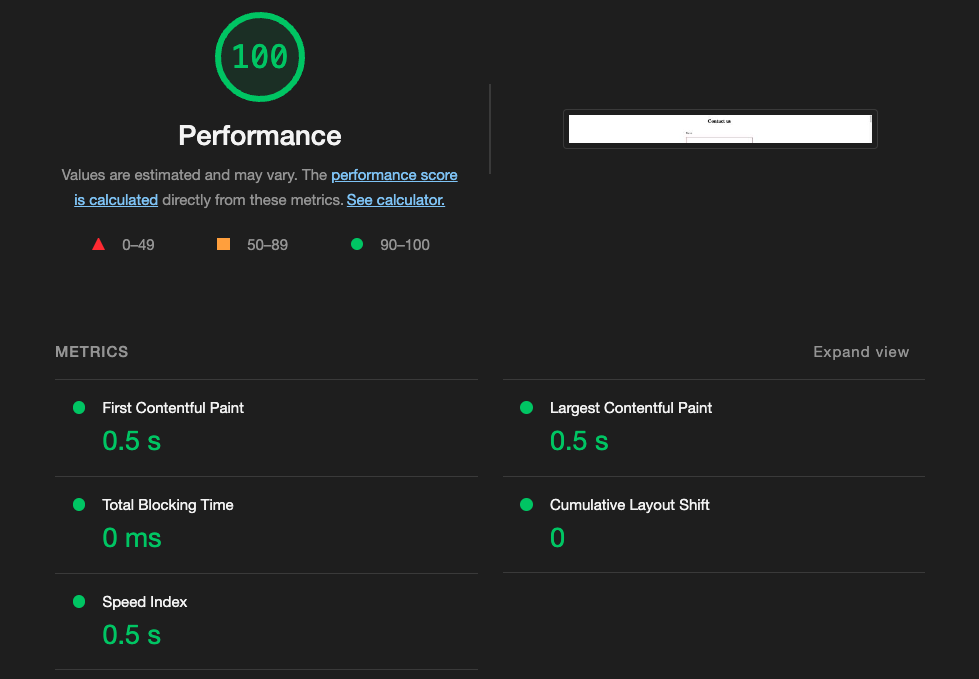 100
Performance
Values are estimated and may vary. The performance score
is calculated directly from these metrics. See calculator.
0–49
50–89
90–100
Contact us
METRICS
Expand view
First Contentful Paint
0.5 s
Largest Contentful Paint
0.5 s
Total Blocking Time
0 ms
Cumulative Layout Shift
0
Speed Index
0.5 s